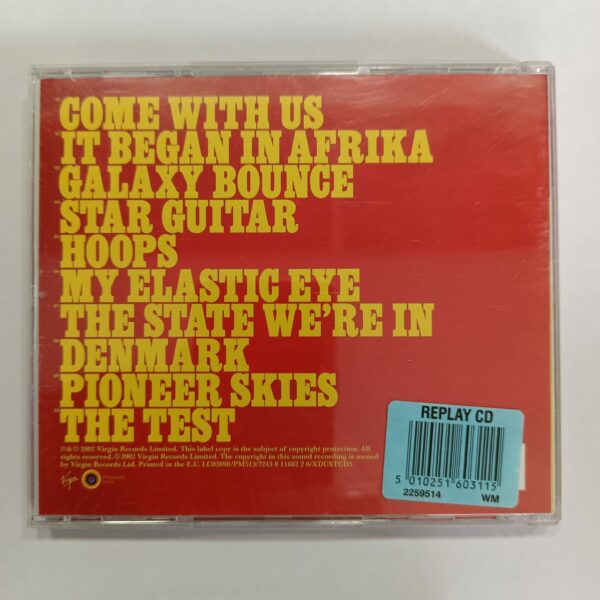 COME WITH US
IT BEGAN IN AFRIKA
GALAXY BOUNCE
STAR GUITAR
HOOPS
MY ELASTIC EYE
THE STATE WE'RE IN
DENMARK
PIONEER SKIES
THE TEST
℗& © 2002 Virgin Records Limited. This label copy is the subject of copyright protection. All
rights reserved. ©2002 Virgin Records Limited. The copyright in this sound recording is owned
by Virgin Records Ltd. Printed in the E.U. LC03098/PM513/7243 8 11682 2 6/XDUSTCD5
Virgin
REPLAY CD
5 010251 603115
2259514 WM